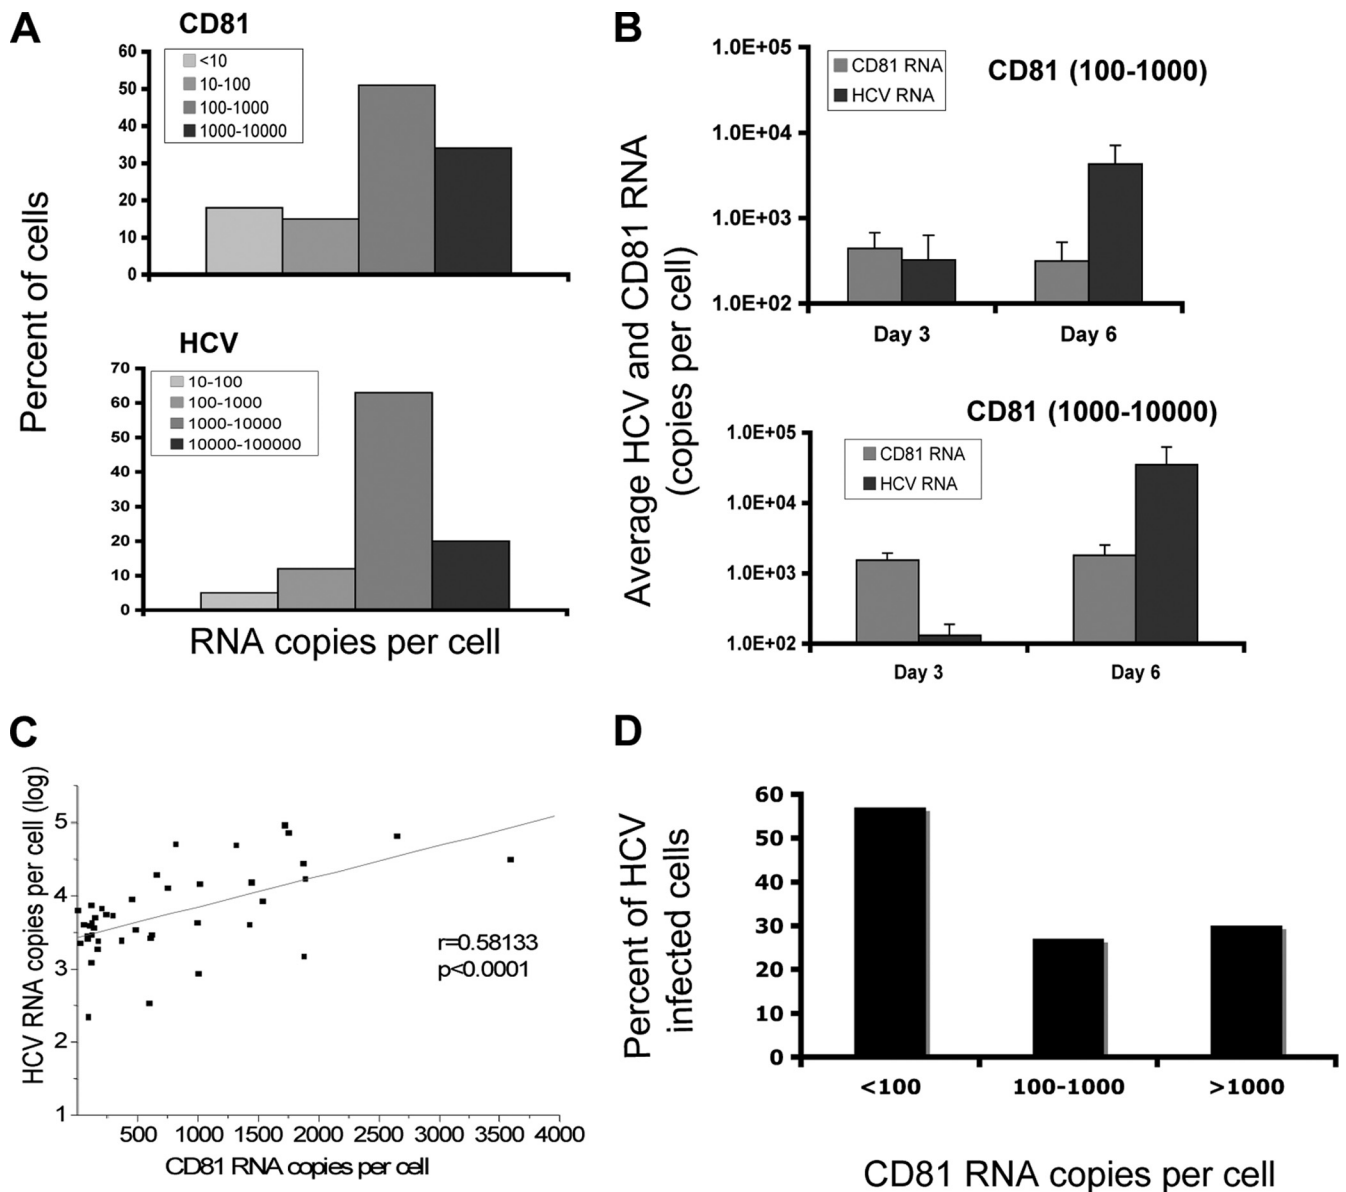 A
CD81
60
50
40
30
20
10
0
<10
10-100
100-1000
1000-10000
Percent of cells
HCV
70
60
50
40
30
20
10
0
10-100
100-1000
1000-10000
10000-100000
RNA copies per cell
B
Average HCV and CD81 RNA
(copies per cell)
1.0E+05
1.0E+04
1.0E+03
1.0E+02
CD81 RNA
HCV RNA
CD81 (100-1000)
Day 3
Day 6
CD81 (1000-10000)
1.0E+05
1.0E+04
1.0E+03
1.0E+02
CD81 RNA
HCV RNA
Day 3
Day 6
C
HCV RNA copies per cell (log)
5
4
3
2
1
r=0.58133
p<0.0001
500 1000 1500 2000 2500 3000 3500 4000
CD81 RNA copies per cell
D
Percent of HCV
infected cells
60
50
40
30
20
10
0
<100 100-1000 >1000
CD81 RNA copies per cell